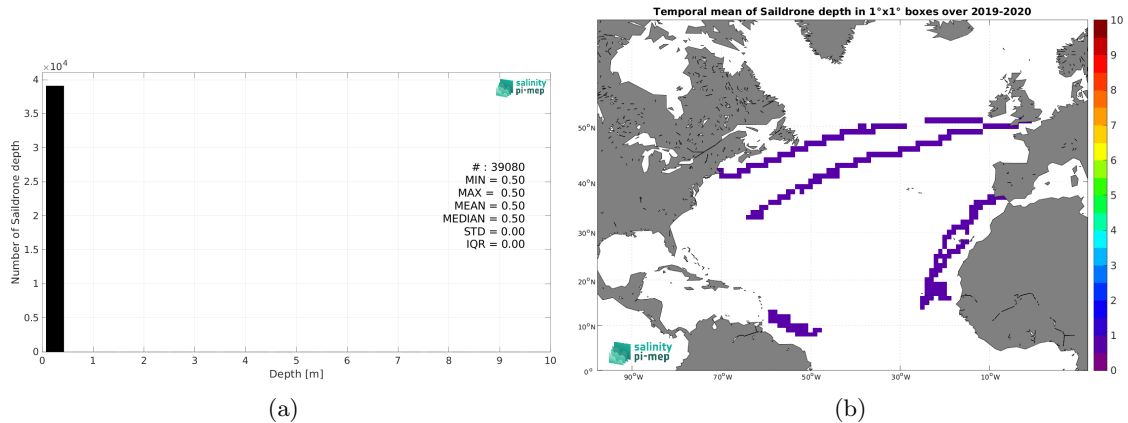 ×10⁴
4
3.5
3
2.5
2
1.5
1
0.5
0
Number of Saildrone depth
salinity
pi-mep
# : 39080
MIN = 0.50
MAX = 0.50
MEAN = 0.50
MEDIAN = 0.50
STD = 0.00
IQR = 0.00
0 1 2 3 4 5 6 7 8 9 10
Depth [m]
(a)
Temporal mean of Saildrone depth in 1°x1° boxes over 2019-2020
50°N
40°N
30°N
20°N
10°N
0°
salinity
pi-mep
90°W 70°W 50°W 30°W 10°W
10
9
8
7
6
5
4
3
2
1
0
(b)